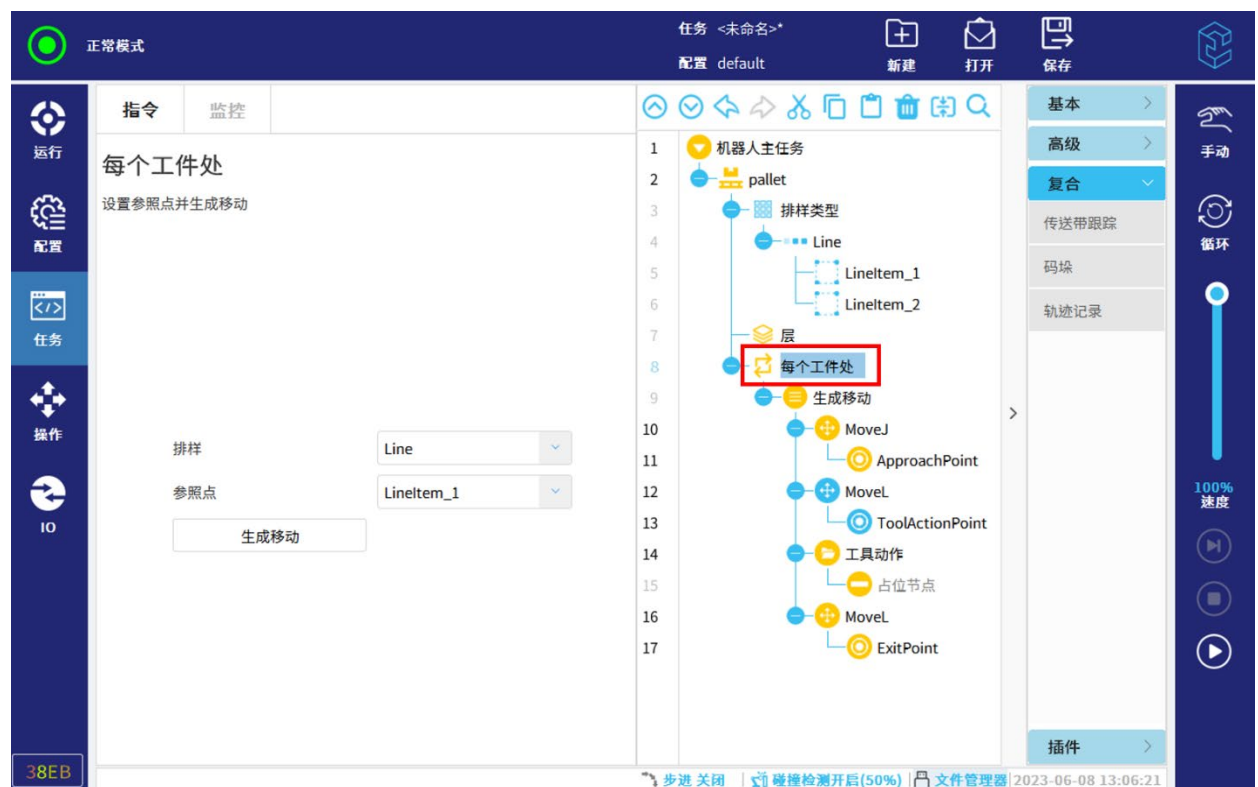 正常模式
任务 <未命名>*
配置 default
新建
打开
保存
运行
配置
任务
操作
IO
38EB
指令 监控
每个工件处
设置参照点并生成移动
排样 Line
参照点 LineItem_1
生成移动
1 机器人主任务
2 pallet
3 排样类型
4 Line
5 LineItem_1
6 LineItem_2
7 层
8 每个工件处
9 生成移动
10 MoveJ
11 ApproachPoint
12 MoveL
13 ToolActionPoint
14 工具动作
15 占位节点
16 MoveL
17 ExitPoint
基本
高级
复合
传送带跟踪
码垛
轨迹记录
插件
手动
循环
100%
速度
步进 关闭 碰撞检测开启(50%) 文件管理器 2023-06-08 13:06:21